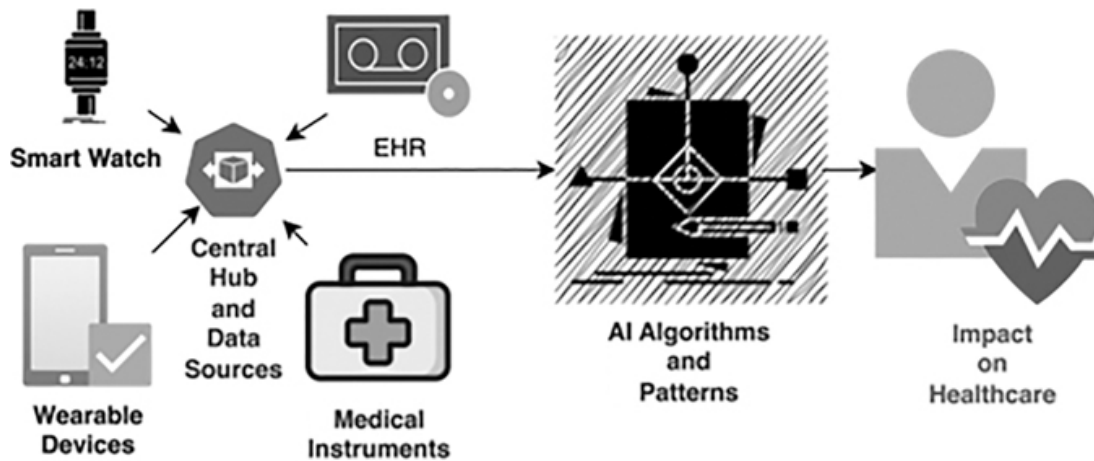 24:12
Smart Watch
EHR
Central
Hub
and
Data
Sources
Wearable
Devices
Medical
Instruments
AI Algorithms
and
Patterns
Impact
on
Healthcare